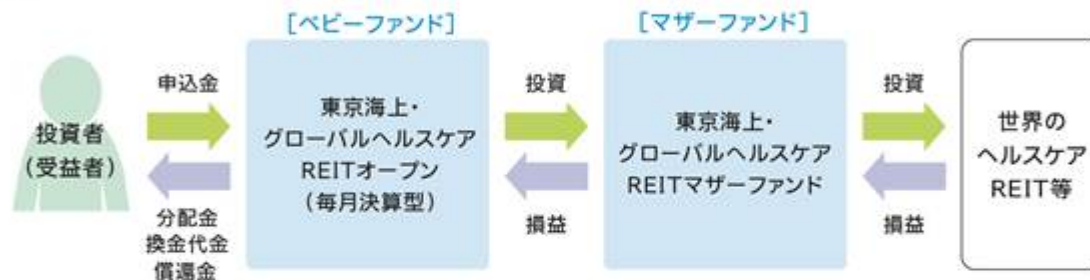 [ベビーファンド]
[マザーファンド]
申込金
投資者
(受益者)
分配金
換金代金
償還金
東京海上・
グローバルヘルスケア
REITオープン
(毎月決算型)
投資
損益
東京海上・
グローバルヘルスケア
REITマザーファンド
投資
損益
世界の
ヘルスケア
REIT等